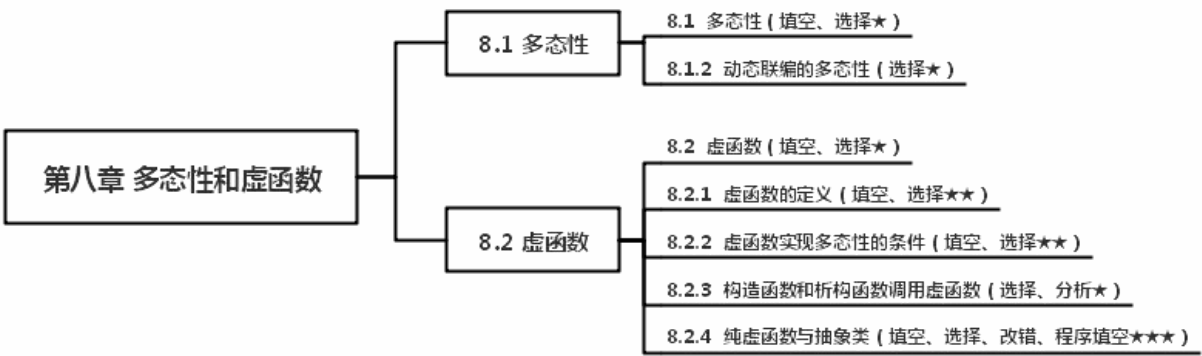 第八章 多态性和虚函数
8.1 多态性
8.1 多态性(填空、选择★)
8.1.2 动态联编的多态性(选择★)
8.2 虚函数
8.2 虚函数(填空、选择★)
8.2.1 虚函数的定义(填空、选择★★)
8.2.2 虚函数实现多态性的条件(填空、选择★★)
8.2.3 构造函数和析构函数调用虚函数(选择、分析★)
8.2.4 纯虚函数与抽象类(填空、选择、改错、程序填空★★★)